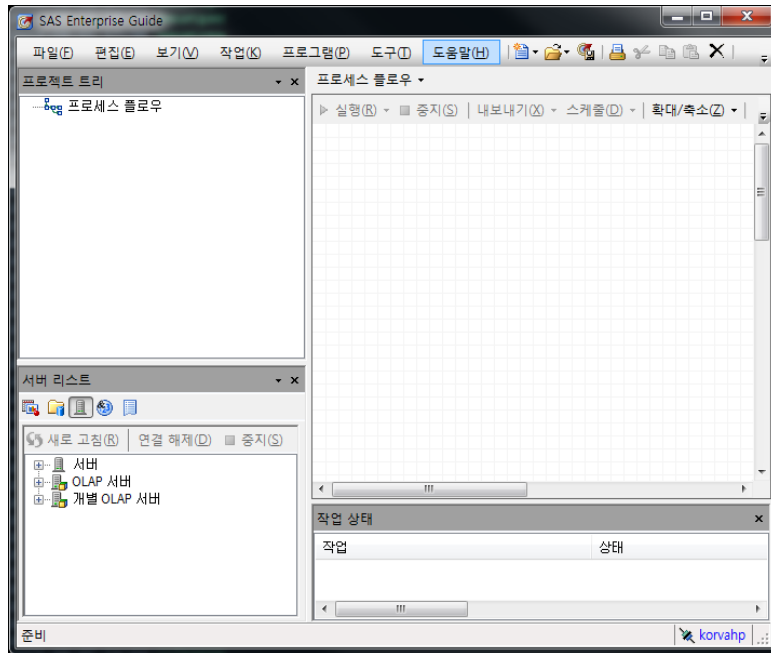 SAS Enterprise Guide
파일(F) 편집(E) 보기(V) 작업(K) 프로그램(P) 도구(T) 도움말(H)
프로젝트 트리
프로세스 플로우
프로세스 플로우
실행(R) 중지(S) 내보내기(X) 스케줄(D) 확대/축소(Z)
서버 리스트
새로 고침(R) 연결 해제(D) 중지(S)
서버
OLAP 서버
개별 OLAP 서버
작업 상태
작업 상태
준비 korvahp